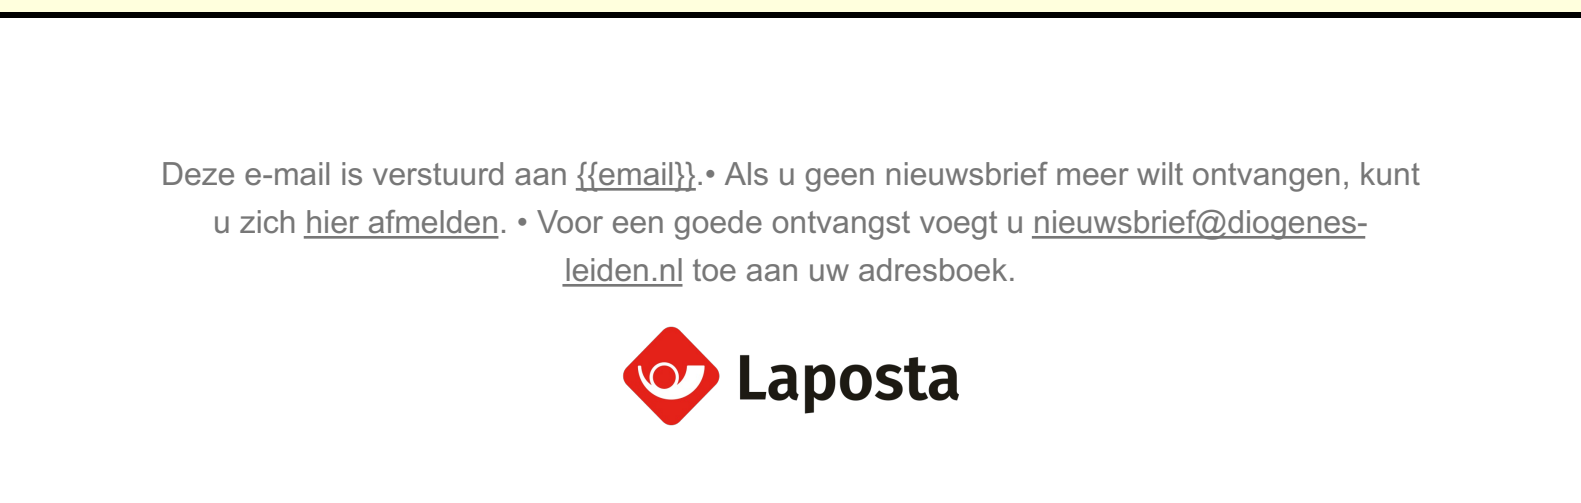 Deze e-mail is verstuurd aan {{email}}.• Als u geen nieuwsbrief meer wilt ontvangen, kunt
u zich hier afmelden. • Voor een goede ontvangst voegt u nieuwsbrief@diogenes-
leiden.nl toe aan uw adresboek.
Laposta